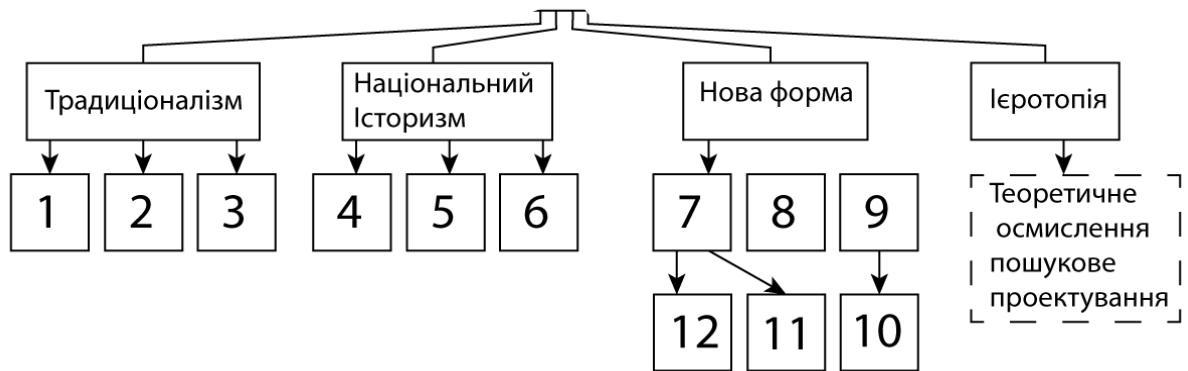 Традиціоналізм
Національний
Історизм
Нова форма
Ієротопія
1 2 3 4 5 6 7 8 9
Теоретичне
осмислення
пошукове
проектування
12 11 10